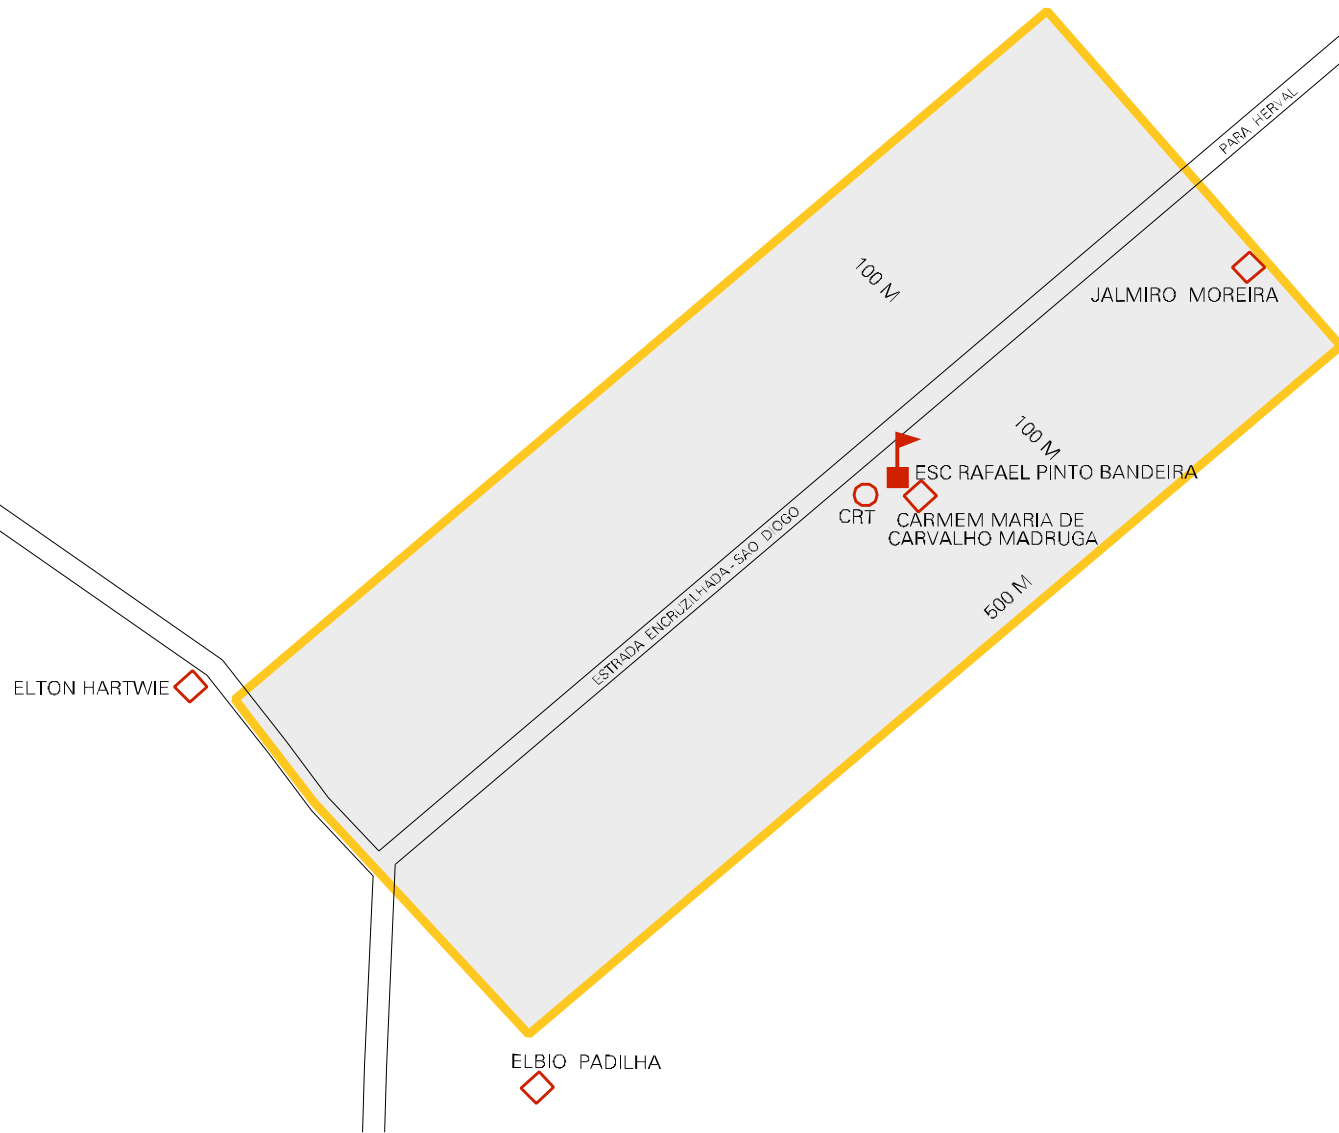 PARA HERVAL
100 M
JALMIRO MOREIRA
100 M
ESC RAFAEL PINTO BANDEIRA
CRT
CARMEM MARIA DE
CARVALHO MADRUGA
ESTRADA ENCRUZILHADA - SAO DIOGO
500 M
ELTON HARTWIE
ELBIO PADILHA